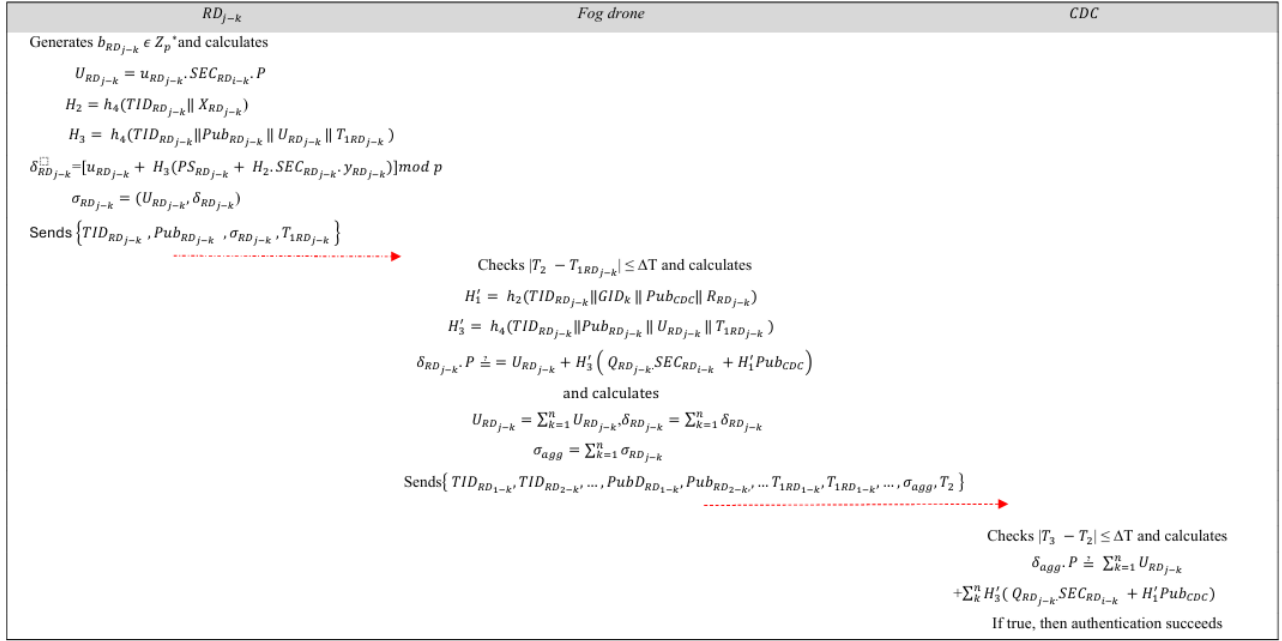 RD_{j−k} Fog drone CDC
Generates b_{RD_{j−k}} ϵ Z_p* and calculates
U_{RD_{j−k}} = u_{RD_{j−k}}. SEC_{RD_{i−k}}. P
H_2 = h_4(TID_{RD_{j−k}}‖ X_{RD_{j−k}})
H_3 = h_4(TID_{RD_{j−k}}‖Pub_{RD_{j−k}} ‖ U_{RD_{j−k}} ‖ T_{1RD_{j−k}} )
δ_{RD_{j−k}}^{⬚}=[u_{RD_{j−k}} + H_3(PS_{RD_{j−k}} + H_2. SEC_{RD_{j−k}}. y_{RD_{j−k}})]mod p
σ_{RD_{j−k}} = (U_{RD_{j−k}}, δ_{RD_{j−k}})
Sends {TID_{RD_{j−k}} , Pub_{RD_{j−k}} , σ_{RD_{j−k}}, T_{1RD_{j−k}} }
Checks |T_2 − T_{1RD_{j−k}}| ≤ ΔT and calculates
H_1′ = h_2(TID_{RD_{j−k}}‖GID_k ‖ Pub_{CDC}‖ R_{RD_{j−k}})
H_3′ = h_4(TID_{RD_{j−k}}‖Pub_{RD_{j−k}} ‖ U_{RD_{j−k}} ‖ T_{1RD_{j−k}} )
δ_{RD_{j−k}}. P ≟ = U_{RD_{j−k}} + H_3′ ( Q_{RD_{j−k}}.SEC_{RD_{i−k}} + H_1′Pub_{CDC})
and calculates
U_{RD_{j−k}} = ∑_{k=1}^{n} U_{RD_{j−k}}, δ_{RD_{j−k}} = ∑_{k=1}^{n} δ_{RD_{j−k}}
σ_{agg} = ∑_{k=1}^{n} σ_{RD_{j−k}}
Sends{ TID_{RD_{1−k}}, TID_{RD_{2−k}}, … , PubD_{RD_{1−k}}, Pub_{RD_{2−k}}, … T_{1RD_{1−k}}, T_{1RD_{1−k}}, … , σ_{agg}, T_2 }
Checks |T_3 − T_2| ≤ ΔT and calculates
δ_{agg}. P ≟ ∑_{k=1}^{n} U_{RD_{j−k}}
+∑_{k}^{n} H_3′( Q_{RD_{j−k}}.SEC_{RD_{i−k}} + H_1′Pub_{CDC})
If true, then authentication succeeds